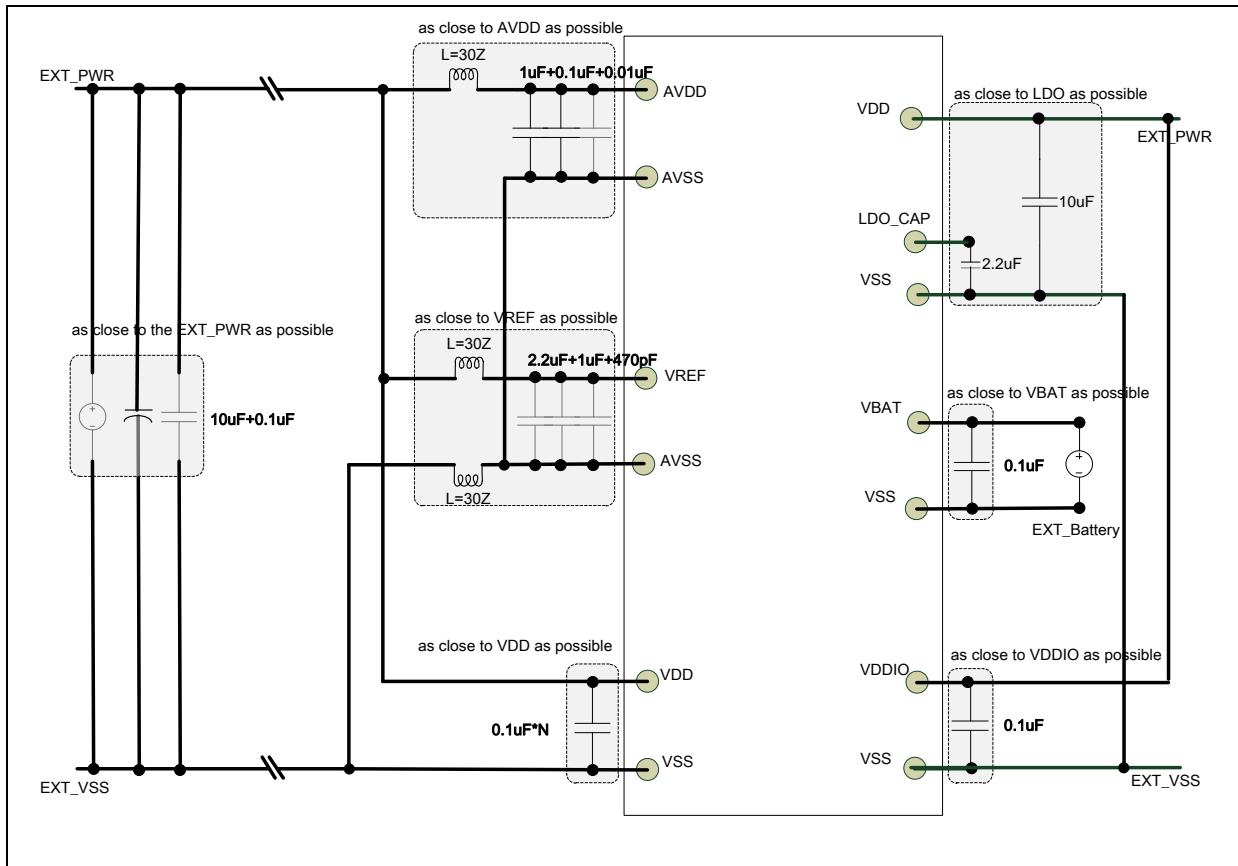 as close to AVDD as possible
L=30Z
EXT_PWR
1uF+0.1uF+0.01uF
AVDD
AVSS
as close to LDO as possible
VDD
EXT_PWR
10uF
LDO_CAP
2.2uF
VSS
as close to the EXT_PWR as possible
10uF+0.1uF
as close to VREF as possible
L=30Z
2.2uF+1uF+470pF
VREF
AVSS
L=30Z
as close to VBAT as possible
VBAT
0.1uF
VSS
EXT_Battery
as close to VDD as possible
VDD
0.1uF*N
VSS
EXT_VSS
as close to VDDIO as possible
VDDIO
0.1uF
VSS
EXT_VSS